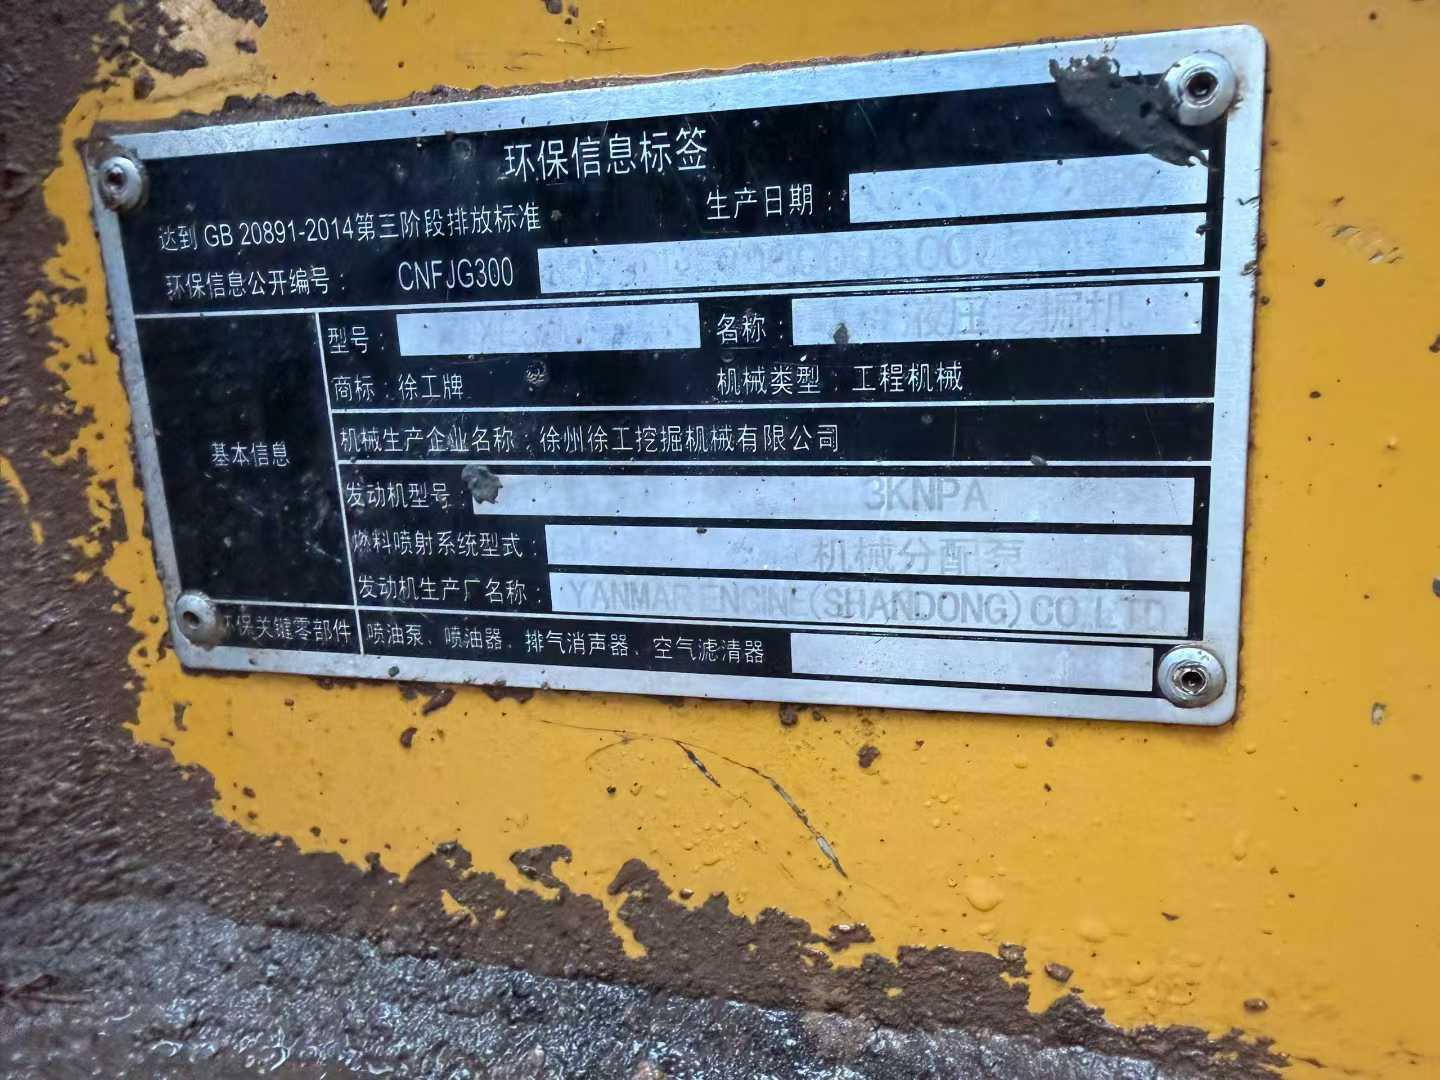 环保信息标签
生产日期：
达到 GB 20891-2014第三阶段排放标准
环保信息公开编号： CNFJG300
型号： 名称： 液压 掘机
商标：徐工牌 机械类型：工程机械
基本信息
机械生产企业名称：徐州徐工挖掘机械有限公司
发动机型号： 3KNPA
燃料喷射系统型式： 机械分配泵
发动机生产厂名称： YANMAR ENGINE(SHANDONG)CO.LTD
环保关键零部件 喷油泵、喷油器、排气消声器、空气滤清器